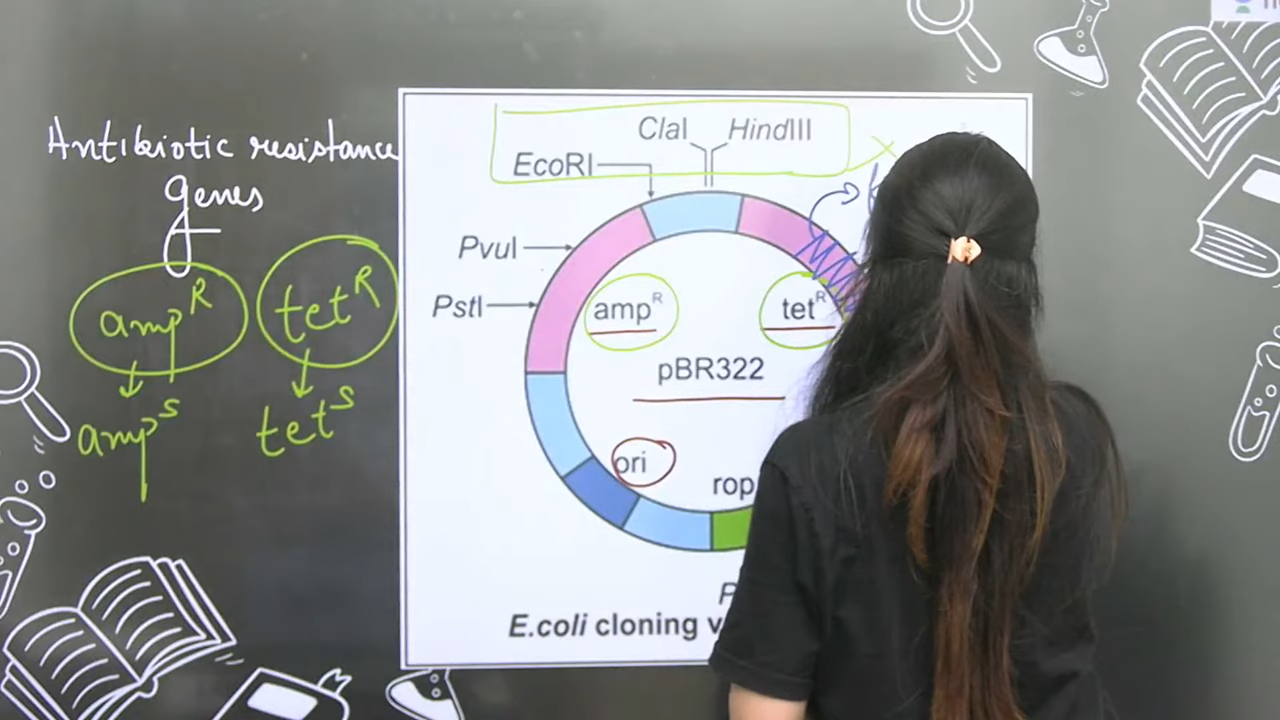 Antibiotic resistance
genes
amp^R tet^R
amp^s tet^s
ClaI HindIII
EcoRI
PvuI
PstI
amp^R tet^R
pBR322
ori
rop
E.coli cloning